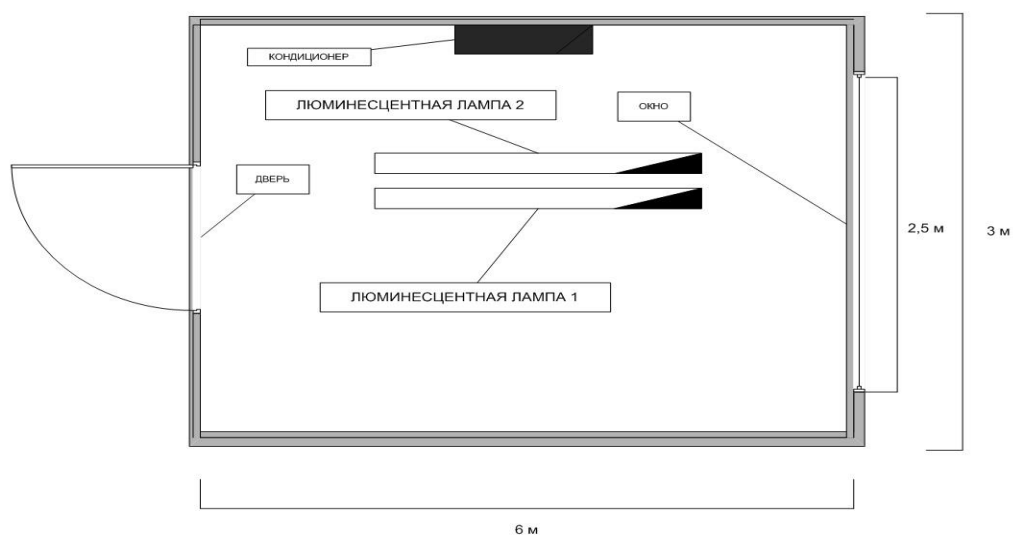 КОНДИЦИОНЕР
ЛЮМИНЕСЦЕНТНАЯ ЛАМПА 2
ОКНО
ДВЕРЬ
2,5 м
3 м
ЛЮМИНЕСЦЕНТНАЯ ЛАМПА 1
6 м